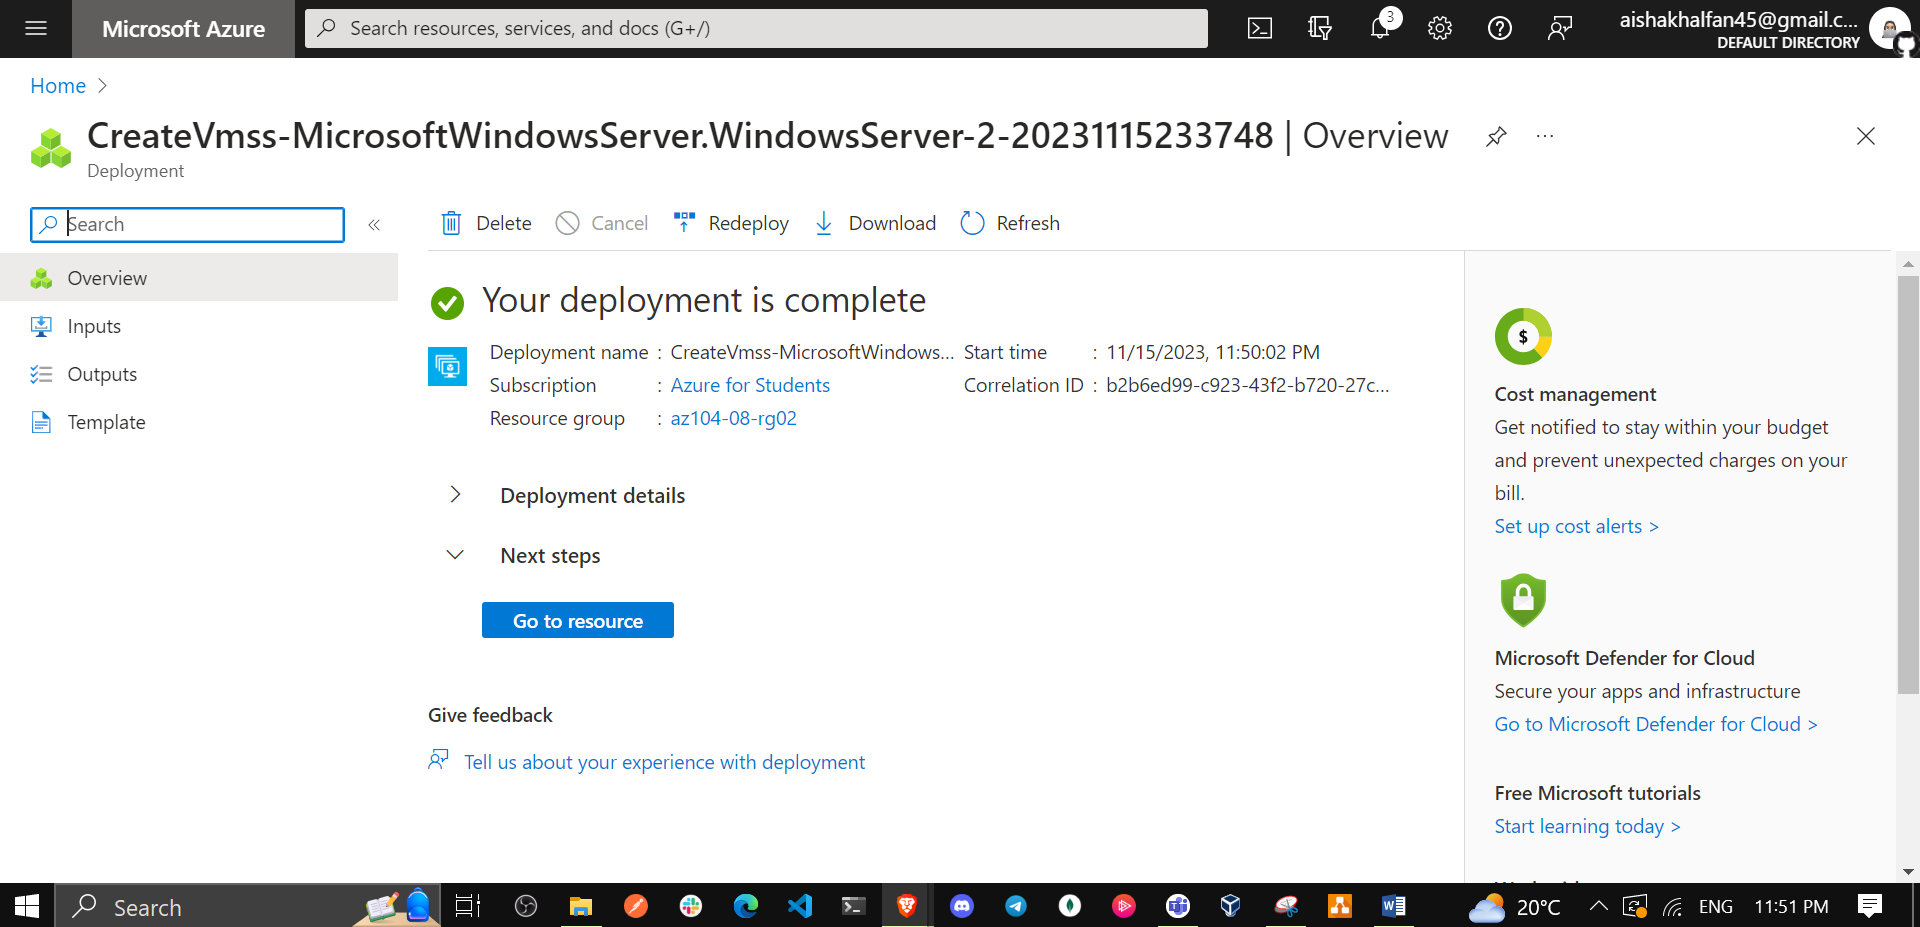 Microsoft Azure
Search resources, services, and docs (G+/)
3
aishakhalfan45@gmail.c...
DEFAULT DIRECTORY
Home
CreateVmss-MicrosoftWindowsServer.WindowsServer-2-20231115233748 | Overview
Deployment
Search
Delete
Cancel
Redeploy
Download
Refresh
Overview
Inputs
Outputs
Template
Your deployment is complete
Deployment name : CreateVmss-MicrosoftWindows...
Subscription : Azure for Students
Resource group : az104-08-rg02
Start time : 11/15/2023, 11:50:02 PM
Correlation ID : b2b6ed99-c923-43f2-b720-27c...
Deployment details
Next steps
Go to resource
Give feedback
Tell us about your experience with deployment
Cost management
Get notified to stay within your budget
and prevent unexpected charges on your
bill.
Set up cost alerts >
Microsoft Defender for Cloud
Secure your apps and infrastructure
Go to Microsoft Defender for Cloud >
Free Microsoft tutorials
Start learning today >
Search
20°C
ENG
11:51 PM